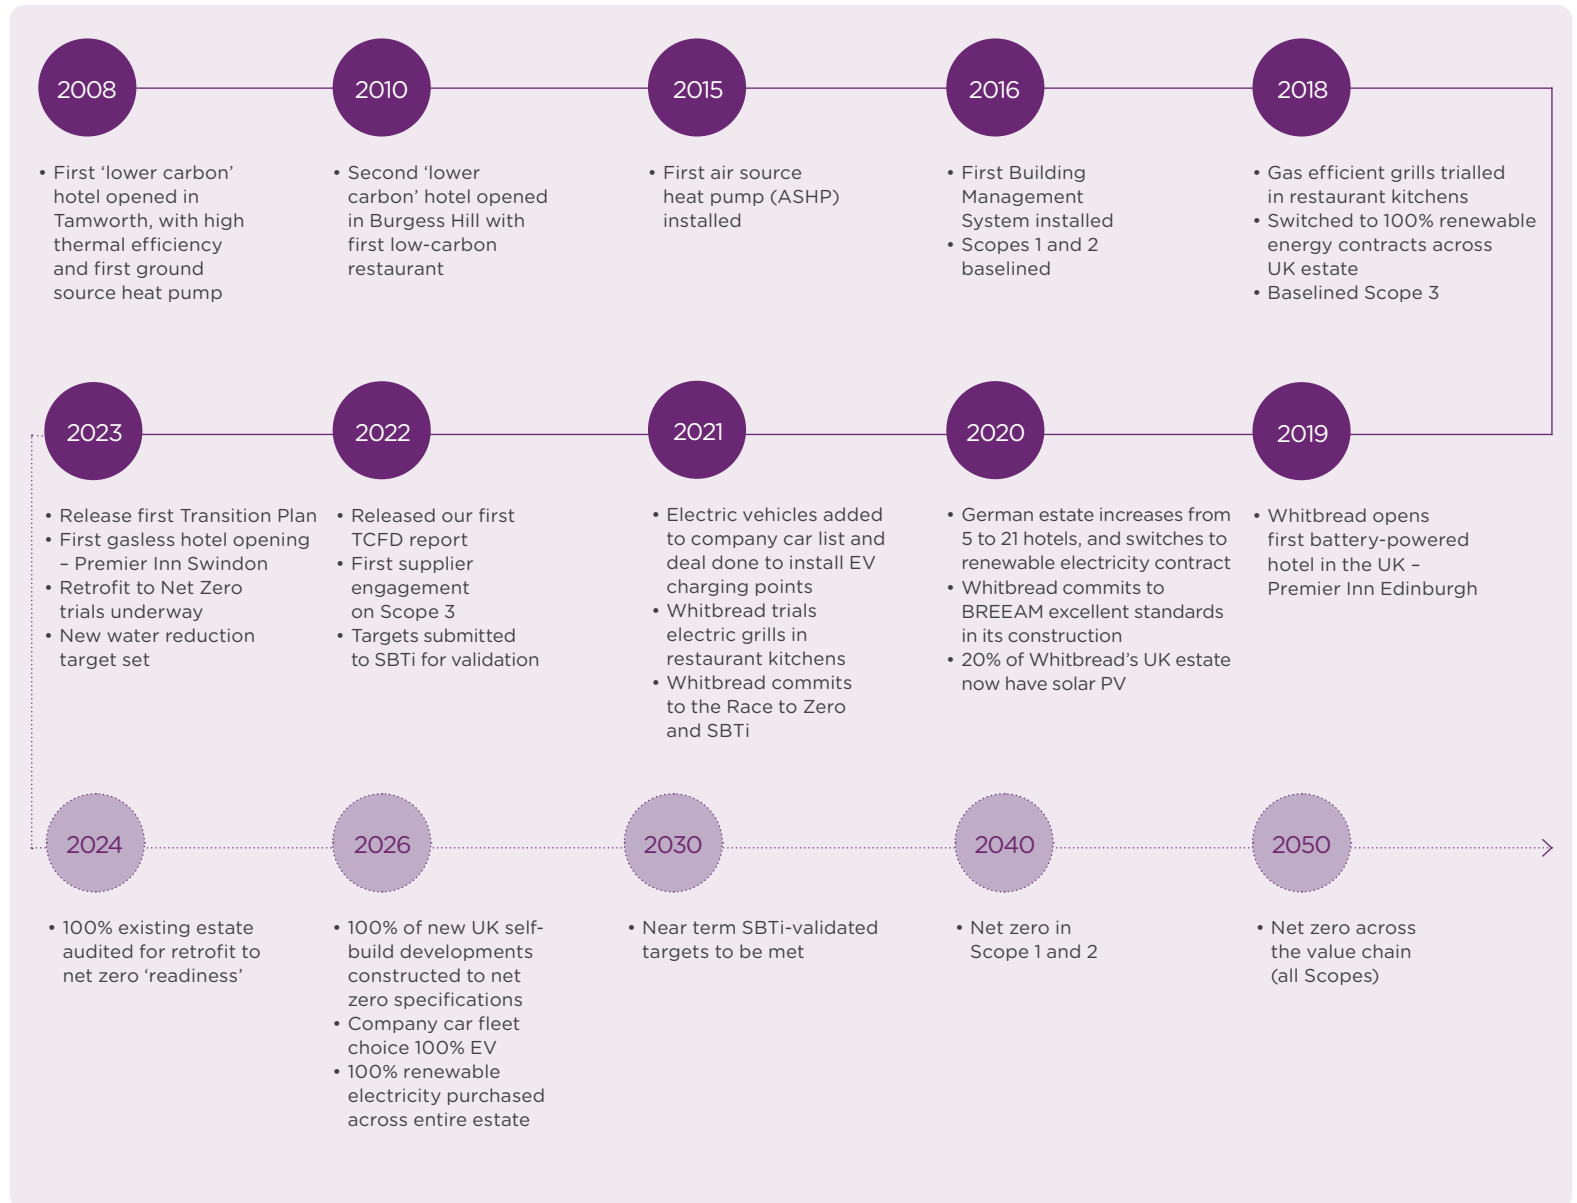 2008
• First ‘lower carbon’
hotel opened in
Tamworth, with high
thermal efficiency
and first ground
source heat pump
2010
• Second ‘lower
carbon’ hotel opened
in Burgess Hill with
first low-carbon
restaurant
2015
• First air source
heat pump (ASHP)
installed
2016
• First Building
Management
System installed
• Scopes 1 and 2
baselined
2018
• Gas efficient grills trialled
in restaurant kitchens
• Switched to 100% renewable
energy contracts across
UK estate
• Baselined Scope 3
2019
• Whitbread opens
first battery-powered
hotel in the UK –
Premier Inn Edinburgh
2020
• German estate increases from
5 to 21 hotels, and switches to
renewable electricity contract
• Whitbread commits to
BREEAM excellent standards
in its construction
• 20% of Whitbread’s UK estate
now have solar PV
2021
• Electric vehicles added
to company car list and
deal done to install EV
charging points
• Whitbread trials
electric grills in
restaurant kitchens
• Whitbread commits
to the Race to Zero
and SBTi
2022
• Released our first
TCFD report
• First supplier
engagement
on Scope 3
• Targets submitted
to SBTi for validation
2023
• Release first Transition Plan
• First gasless hotel opening
– Premier Inn Swindon
• Retrofit to Net Zero
trials underway
• New water reduction
target set
2024
• 100% existing estate
audited for retrofit to
net zero ‘readiness’
2026
• 100% of new UK self-
build developments
constructed to net
zero specifications
• Company car fleet
choice 100% EV
• 100% renewable
electricity purchased
across entire estate
2030
• Near term SBTi-validated
targets to be met
2040
• Net zero in
Scope 1 and 2
2050
• Net zero across
the value chain
(all Scopes)